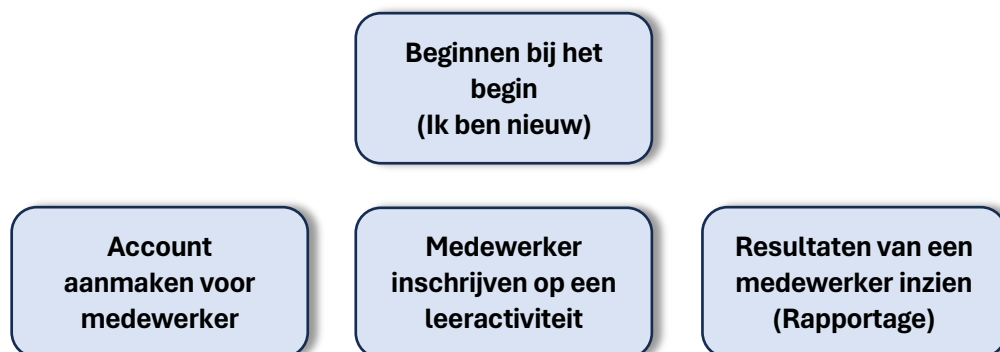 Beginnen bij het
begin
(Ik ben nieuw)
Account
aanmaken voor
medewerker
Medewerker
inschrijven op een
leeractiviteit
Resultaten van een
medewerker inzien
(Rapportage)